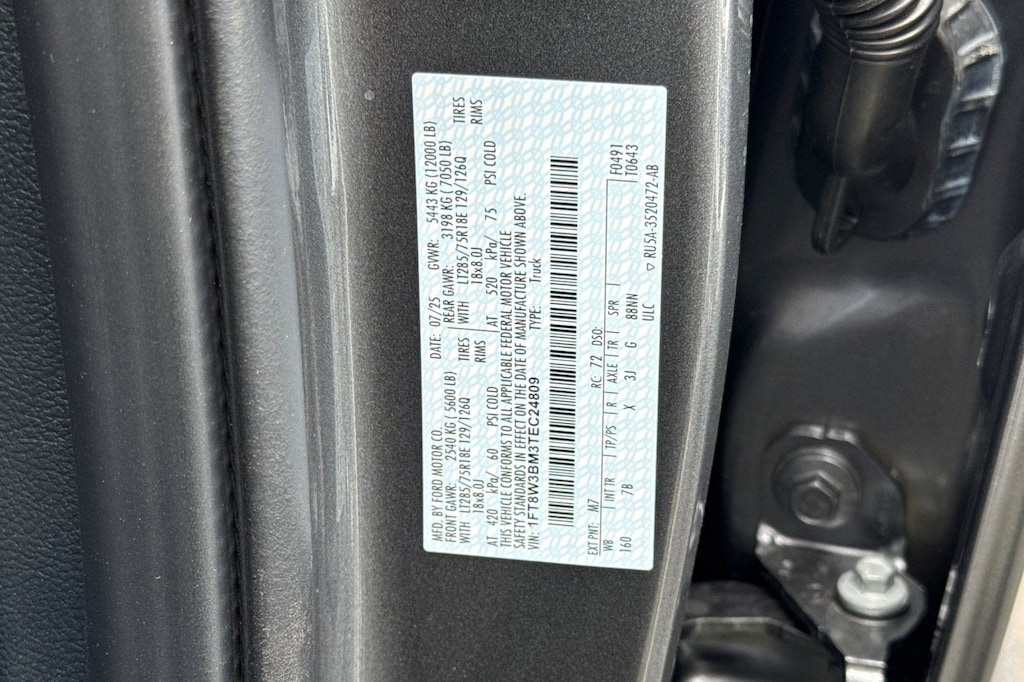 MFD. BY FORD MOTOR CO.
DATE: 07/25 GVWR: 5443 KG (12000 LB)
FRONT GAWR: 2540 KG ( 5600 LB) REAR GAWR: 3198 KG ( 7050 LB)
WITH LT285/75R18E 129/126Q TIRES WITH LT285/75R18E 129/126Q TIRES
18x8.0J RIMS 18x8.0J RIMS
AT 420 kPa/ 60 PSI COLD AT 520 kPa/ 75 PSI COLD
THIS VEHICLE CONFORMS TO ALL APPLICABLE FEDERAL MOTOR VEHICLE
SAFETY STANDARDS IN EFFECT ON THE DATE OF MANUFACTURE SHOWN ABOVE.
VIN: 1FT8W3BM3TEC24809 TYPE: Truck
EXT PNT: M7 RC: 72 DSO: F0491
WB INT TR TP/PS R AXLE TR SPR T0643
160 7B X 3J G 88NN
ULC RU5A-3520472-AB